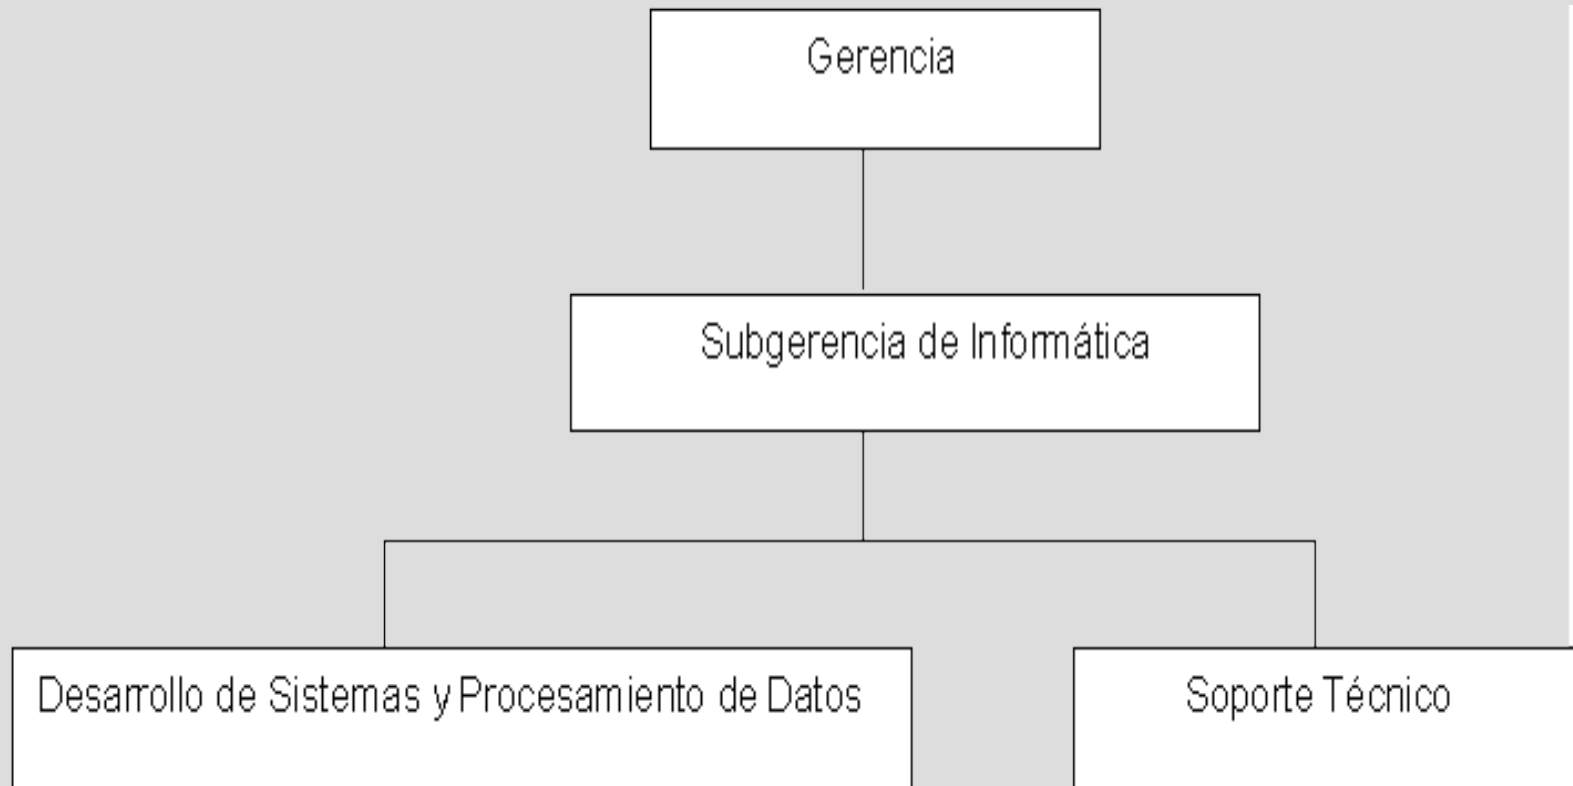 Gerencia
Subgerencia de Informática
Desarrollo de Sistemas y Procesamiento de Datos
Soporte Técnico